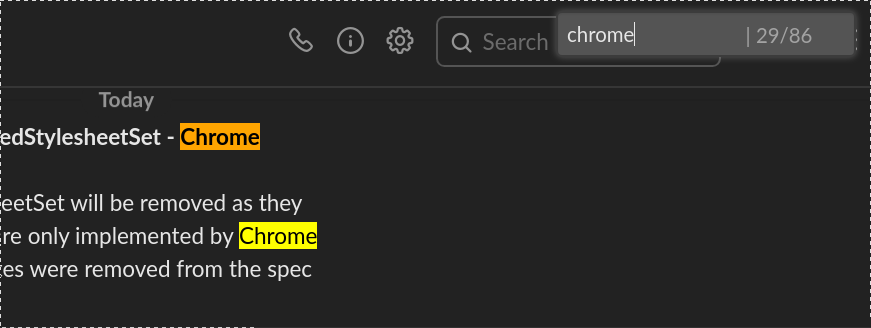 Search
chrome | 29/86
Today
edStylesheetSet - Chrome
eetSet will be removed as they
re only implemented by Chrome
es were removed from the spec